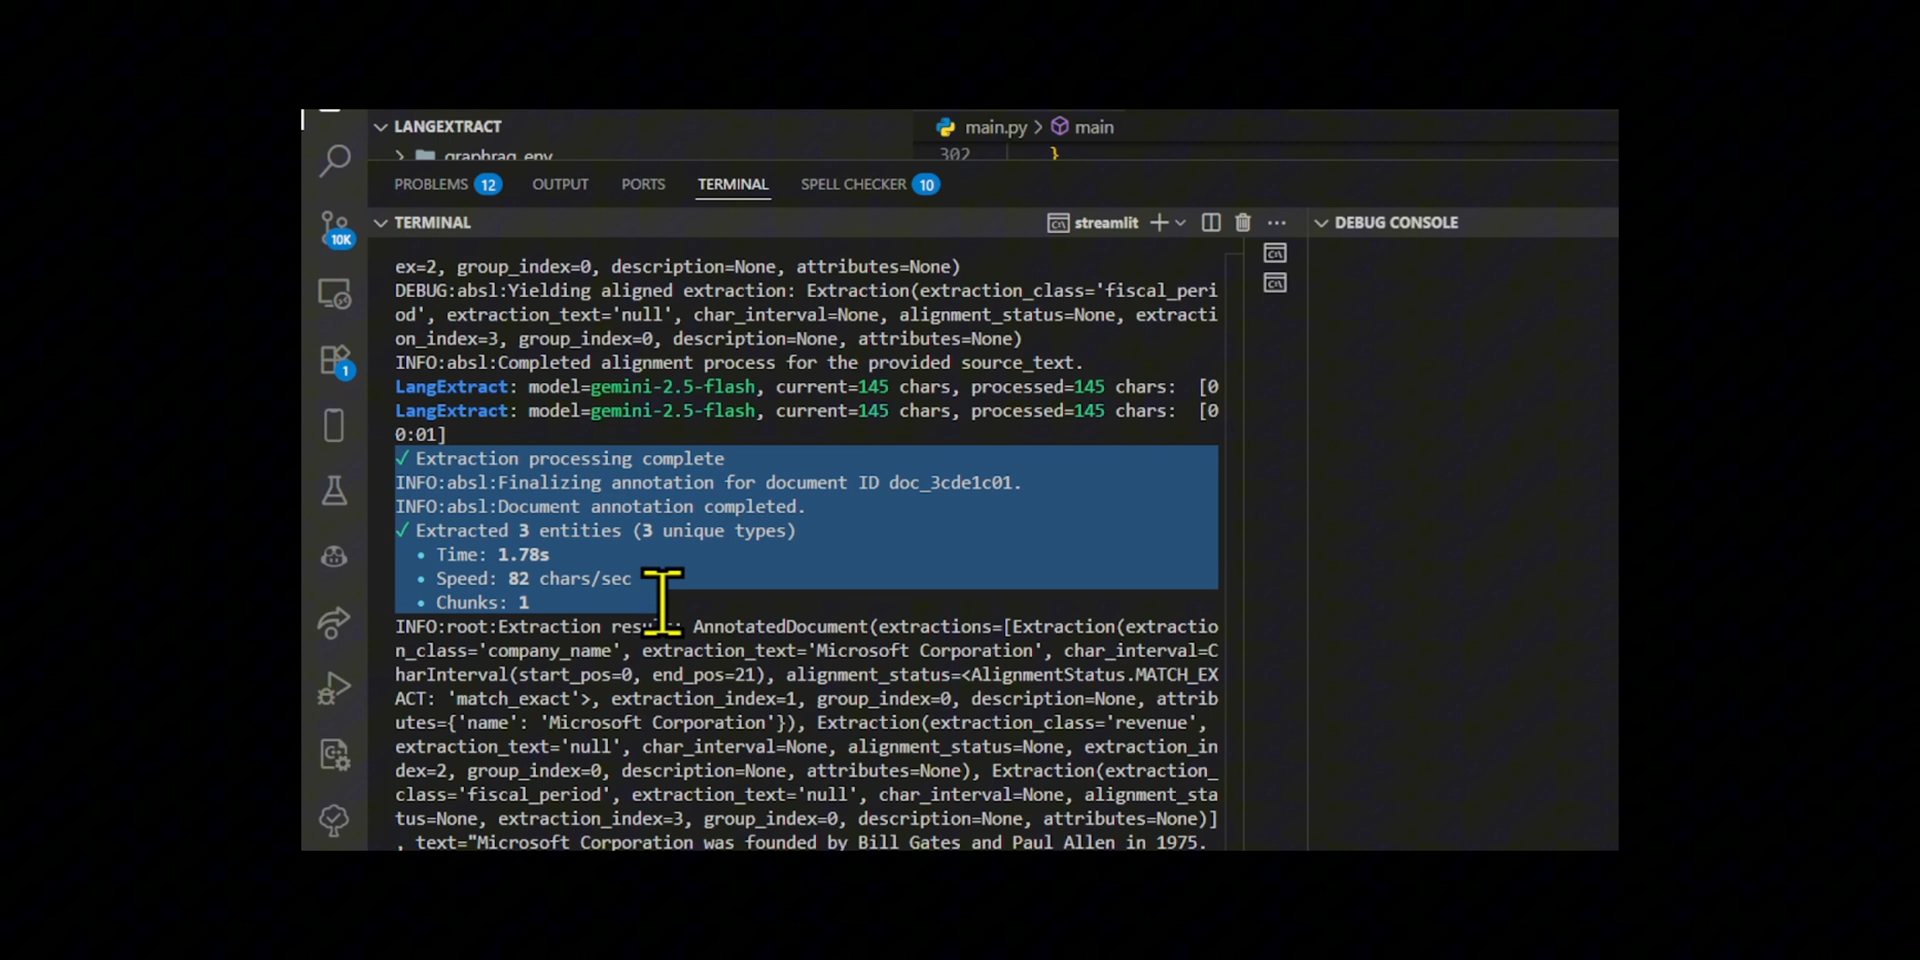 LANGEXTRACT
main.py > main
graphrag_env
302 }
PROBLEMS 12 OUTPUT PORTS TERMINAL SPELL CHECKER 10
TERMINAL streamlit DEBUG CONSOLE
10K
1
ex=2, group_index=0, description=None, attributes=None)
DEBUG:absl:Yielding aligned extraction: Extraction(extraction_class='fiscal_peri
od', extraction_text='null', char_interval=None, alignment_status=None, extracti
on_index=3, group_index=0, description=None, attributes=None)
INFO:absl:Completed alignment process for the provided source_text.
LangExtract: model=gemini-2.5-flash, current=145 chars, processed=145 chars: [0
LangExtract: model=gemini-2.5-flash, current=145 chars, processed=145 chars: [0
0:01]
✓ Extraction processing complete
INFO:absl:Finalizing annotation for document ID doc_3cde1c01.
INFO:absl:Document annotation completed.
✓ Extracted 3 entities (3 unique types)
• Time: 1.78s
• Speed: 82 chars/sec
• Chunks: 1
INFO:root:Extraction AnnotatedDocument(extractions=[Extraction(extractio
n_class='company_name', extraction_text='Microsoft Corporation', char_interval=C
harInterval(start_pos=0, end_pos=21), alignment_status=<AlignmentStatus.MATCH_EX
ACT: 'match_exact'>, extraction_index=1, group_index=0, description=None, attrib
utes={'name': 'Microsoft Corporation'}), Extraction(extraction_class='revenue',
extraction_text='null', char_interval=None, alignment_status=None, extraction_in
dex=2, group_index=0, description=None, attributes=None), Extraction(extraction_
class='fiscal_period', extraction_text='null', char_interval=None, alignment_sta
tus=None, extraction_index=3, group_index=0, description=None, attributes=None)]
, text="Microsoft Corporation was founded by Bill Gates and Paul Allen in 1975.